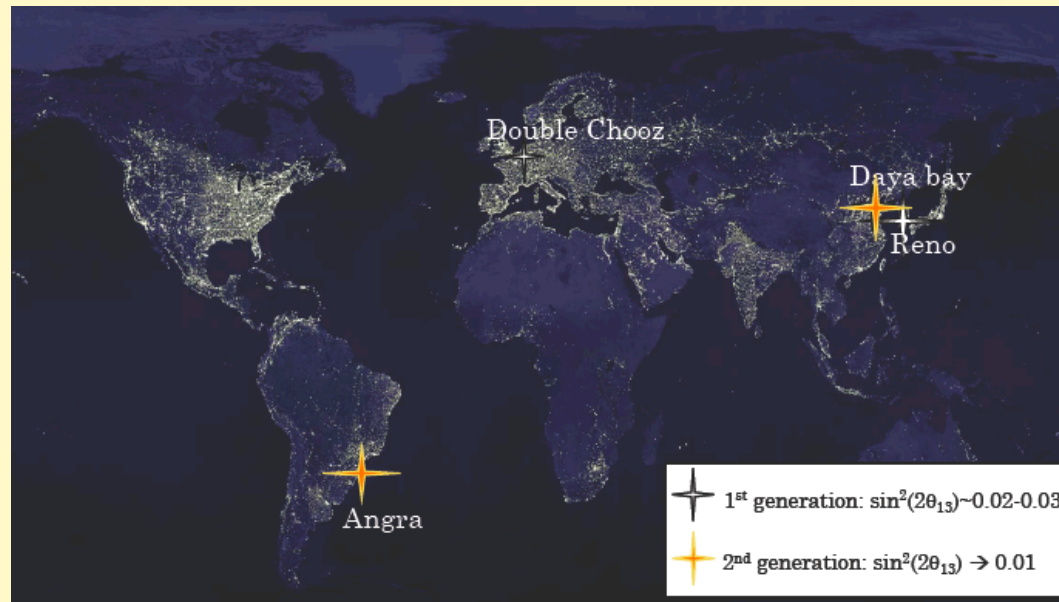 Double Chooz
Daya bay
Reno
Angra
1st generation: sin²(2θ₁₃)~0.02-0.03
2nd generation: sin²(2θ₁₃) → 0.01